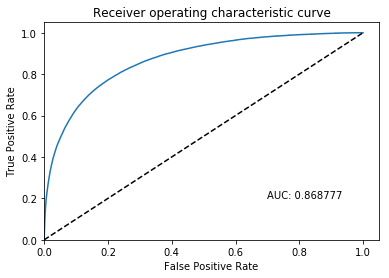 Receiver operating characteristic curve
True Positive Rate
1.0
0.8
0.6
0.4
0.2
0.0
AUC: 0.868777
0.0 0.2 0.4 0.6 0.8 1.0
False Positive Rate